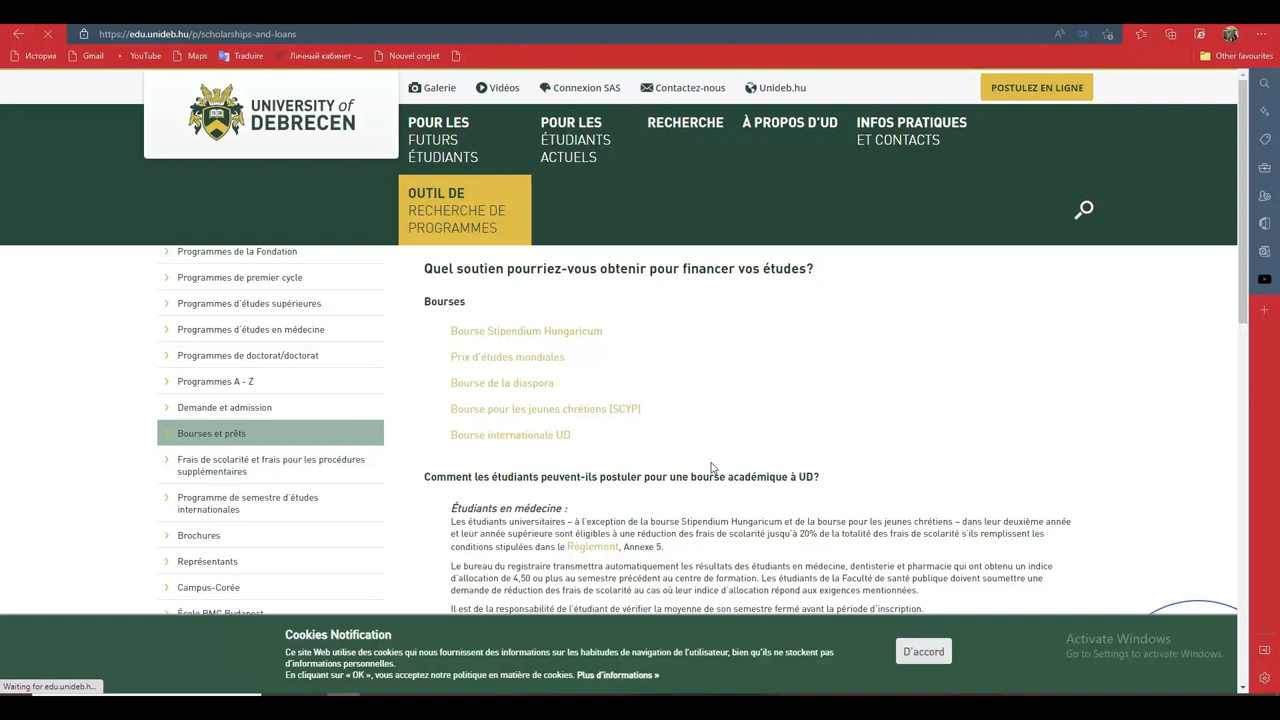 https://edu.unideb.hu/p/scholarships-and-loans
История
Gmail
YouTube
Maps
Traduire
Личный кабинет -...
Nouvel onglet
Other favourites
UNIVERSITY of
DEBRECEN
Galerie
Vidéos
Connexion SAS
Contactez-nous
Unideb.hu
POSTULEZ EN LIGNE
POUR LES
FUTURS
ÉTUDIANTS
POUR LES
ÉTUDIANTS
ACTUELS
RECHERCHE
À PROPOS D'UD
INFOS PRATIQUES
ET CONTACTS
OUTIL DE
RECHERCHE DE
PROGRAMMES
Programmes de la Fondation
Programmes de premier cycle
Programmes d'études supérieures
Programmes d'études en médecine
Programmes de doctorat/doctorat
Programmes A - Z
Demande et admission
Bourses et prêts
Frais de scolarité et frais pour les procédures
supplémentaires
Programme de semestre d'études
internationales
Brochures
Représentants
Campus-Corée
École BMC Budapest
Quel soutien pourriez-vous obtenir pour financer vos études?
Bourses
Bourse Stipendium Hungaricum
Prix d'études mondiales
Bourse de la diaspora
Bourse pour les jeunes chrétiens (SCYP)
Bourse internationale UD
Comment les étudiants peuvent-ils postuler pour une bourse académique à UD?
Étudiants en médecine :
Les étudiants universitaires – à l'exception de la bourse Stipendium Hungaricum et de la bourse pour les jeunes chrétiens – dans leur deuxième année
et leur année supérieure sont éligibles à une réduction des frais de scolarité jusqu'à 20% de la totalité des frais de scolarité s'ils remplissent les
conditions stipulées dans le Règlement, Annexe 5.
Le bureau du registraire transmettra automatiquement les résultats des étudiants en médecine, dentisterie et pharmacie qui ont obtenu un indice
d'allocation de 4,50 ou plus au semestre précédent au centre de formation. Les étudiants de la Faculté de santé publique doivent soumettre une
demande de réduction des frais de scolarité au cas où leur indice d'allocation répond aux exigences mentionnées.
Il est de la responsabilité de l'étudiant de vérifier la moyenne de son semestre fermé avant la période d'inscription.
Cookies Notification
Ce site Web utilise des cookies qui nous fournissent des informations sur les habitudes de navigation de l'utilisateur, bien qu'ils ne stockent pas
d'informations personnelles.
En cliquant sur « OK », vous acceptez notre politique en matière de cookies. Plus d'informations »
D'accord
Activate Windows
Go to Settings to activate Windows.
Waiting for edu.unideb.h...